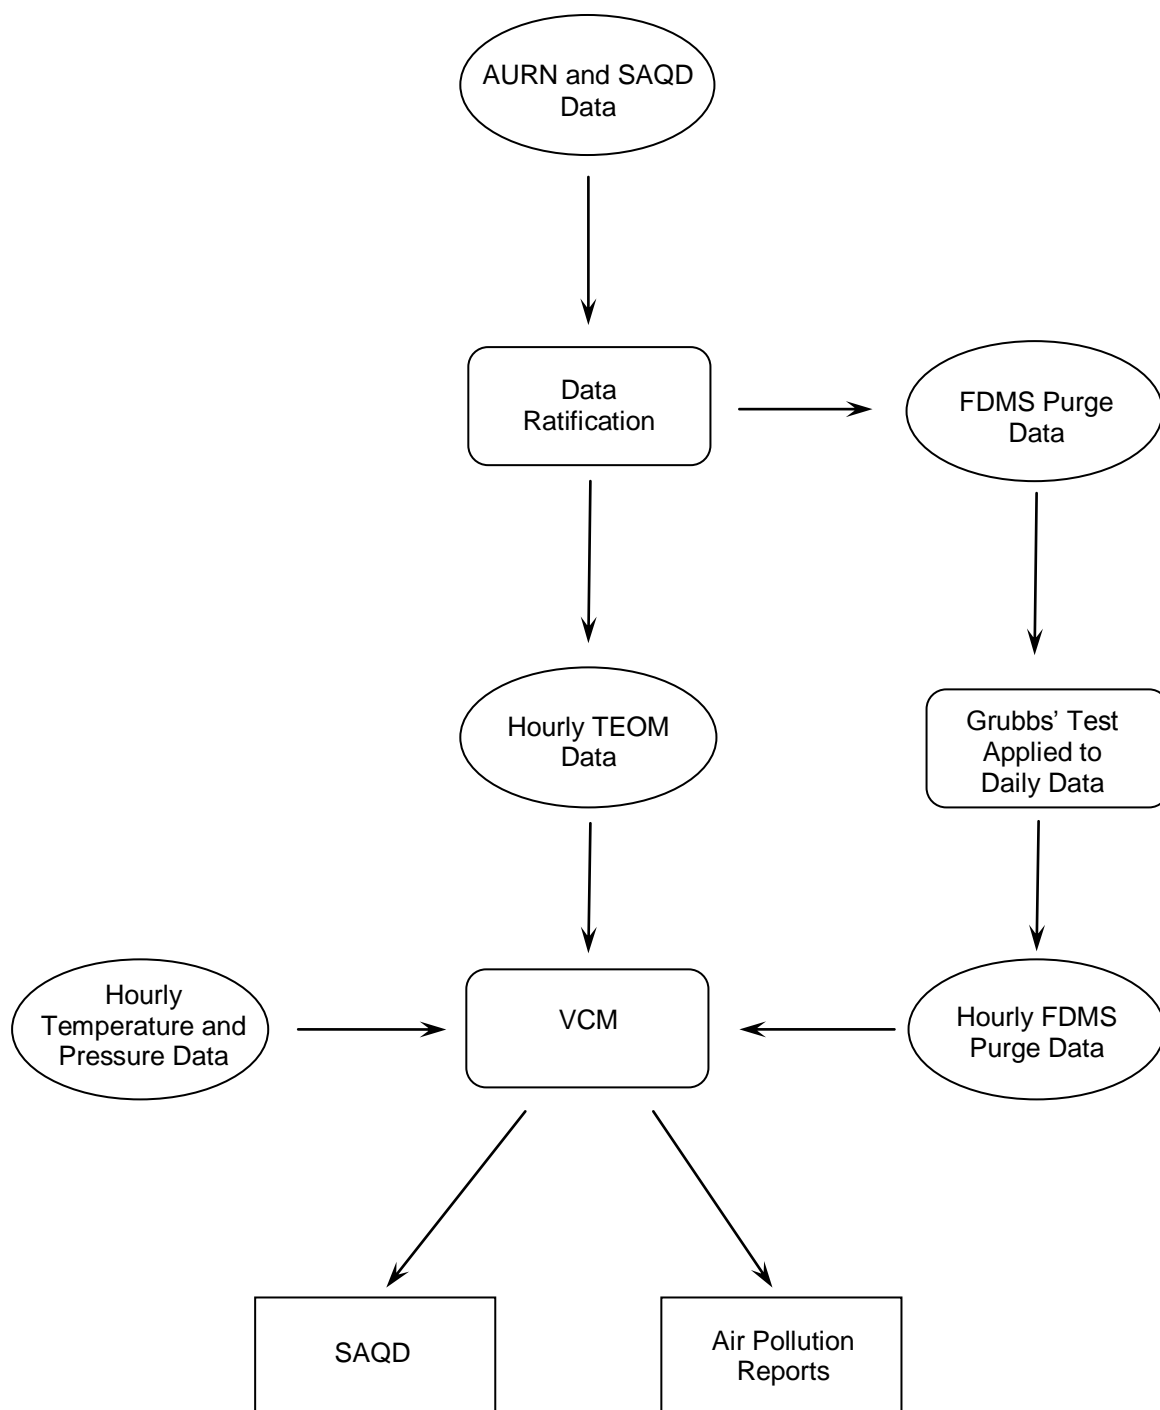 AURN and SAQD
Data
Data
Ratification
FDMS Purge
Data
Hourly TEOM
Data
Grubbs’ Test
Applied to
Daily Data
Hourly
Temperature and
Pressure Data
VCM
Hourly FDMS
Purge Data
SAQD
Air Pollution
Reports